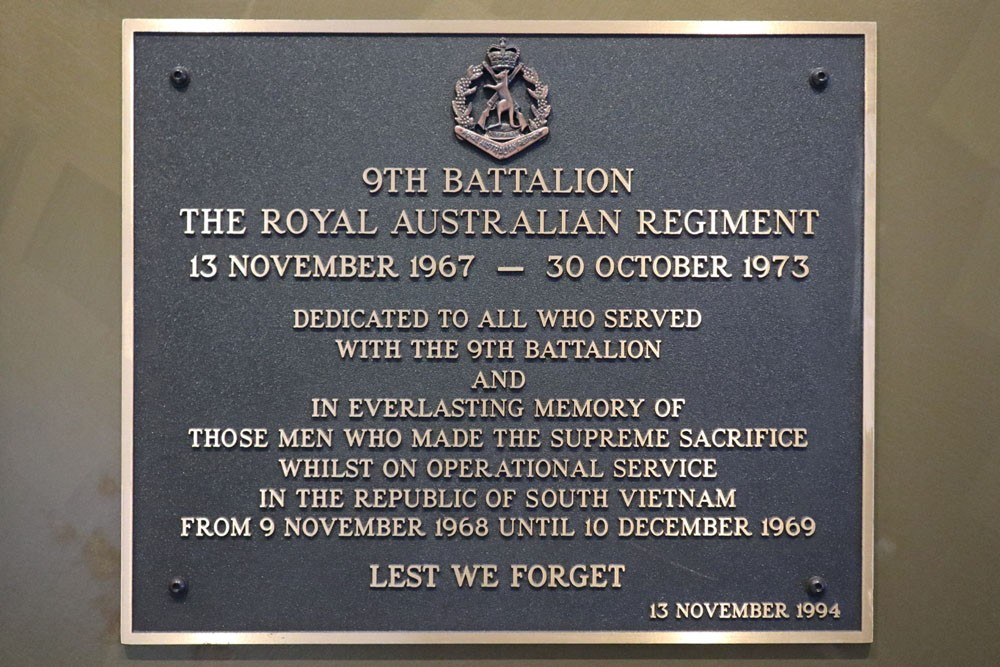 9TH BATTALION
THE ROYAL AUSTRALIAN REGIMENT
13 NOVEMBER 1967 — 30 OCTOBER 1973
DEDICATED TO ALL WHO SERVED
WITH THE 9TH BATTALION
AND
IN EVERLASTING MEMORY OF
THOSE MEN WHO MADE THE SUPREME SACRIFICE
WHILST ON OPERATIONAL SERVICE
IN THE REPUBLIC OF SOUTH VIETNAM
FROM 9 NOVEMBER 1968 UNTIL 10 DECEMBER 1969
LEST WE FORGET
13 NOVEMBER 1994